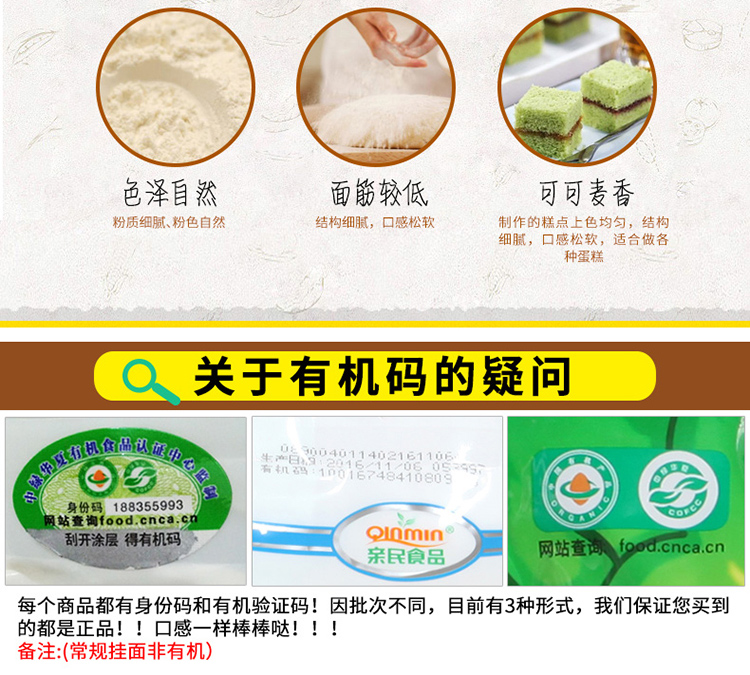 色泽自然
粉质细腻、粉色自然
面筋较低
结构细腻，口感松软
可可麦香
制作的糕点上色均匀，结构
细腻，口感松软，适合做各
种蛋糕
关于有机码的疑问
中绿华夏有机食品认证中心监制
身份码 188355993
网站查询food.cnca.cn
刮开涂层 得有机码
生产日期: 2016/11/06
有机码: 10016748410809
QINMIN®
亲民食品
中国有机产品
ORGANIC
COFCC
网站查询: food.cnca.cn
每个商品都有身份码和有机验证码！因批次不同，目前有3种形式，我们保证您买到
的都是正品！！口感一样棒棒哒！！！
备注:(常规挂面非有机）